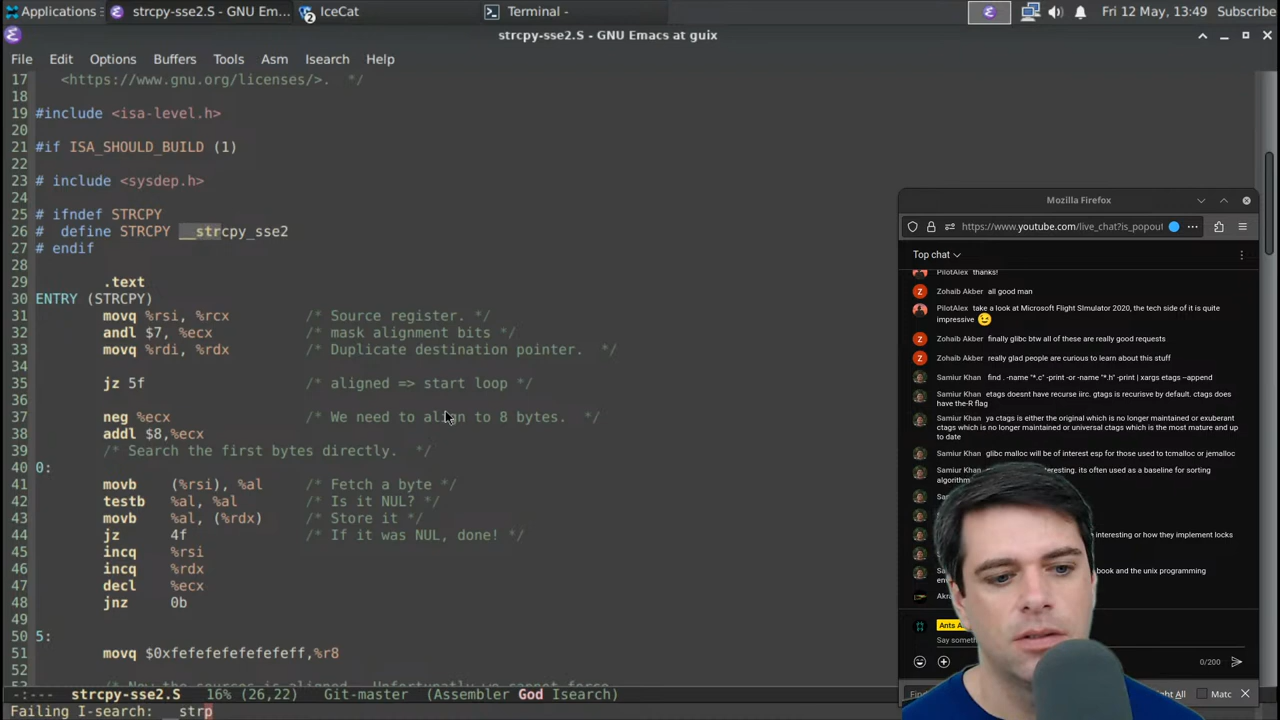 Applications
strcpy-sse2.S - GNU Em...
IceCat
2
Terminal -
Fri 12 May, 13:49
Subscribe
strcpy-sse2.S - GNU Emacs at guix
File Edit Options Buffers Tools Asm Isearch Help
17 <https://www.gnu.org/licenses/>. */
18
19 #include <isa-level.h>
20
21 #if ISA_SHOULD_BUILD (1)
22
23 # include <sysdep.h>
24
25 # ifndef STRCPY
26 # define STRCPY __strcpy_sse2
27 # endif
28
29 .text
30 ENTRY (STRCPY)
31 movq %rsi, %rcx /* Source register. */
32 andl $7, %ecx /* mask alignment bits */
33 movq %rdi, %rdx /* Duplicate destination pointer. */
34
35 jz 5f /* aligned => start loop */
36
37 neg %ecx /* We need to align to 8 bytes. */
38 addl $8,%ecx
39 /* Search the first bytes directly. */
40 0:
41 movb (%rsi), %al /* Fetch a byte */
42 testb %al, %al /* Is it NUL? */
43 movb %al, (%rdx) /* Store it */
44 jz 4f /* If it was NUL, done! */
45 incq %rsi
46 incq %rdx
47 decl %ecx
48 jnz 0b
49
50 5:
51 movq $0xfefefefefefefeff,%r8
52
-:--- strcpy-sse2.S 16% (26,22) Git-master (Assembler God Isearch)
Failing I-search: __strp
Mozilla Firefox
https://www.youtube.com/live_chat?is_popout
Top chat
PilotAlex thanks!
Z Zohaib Akber all good man
PilotAlex take a look at Microsoft Flight SImulator 2020, the tech side of it is quite
impressive
Z Zohaib Akber finally glibc btw all of these are really good requests
Z Zohaib Akber really glad people are curious to learn about this stuff
Samiur Khan find . -name "*.c" -print -or -name "*.h" -print | xargs etags --append
Samiur Khan etags doesnt have recurse iirc. gtags is recurisve by default. ctags
does have the-R flag
Samiur Khan ya ctags is either the original which is no longer maintained or exuberant
ctags which is no longer maintained or universal ctags which is the most mature and up
to date
Samiur Khan glibc malloc will be of interest esp for those used to tcmalloc or jemalloc
Samiur Khan
interesting. its often used as a baseline for sorting
algorithm
interesting or how they implement locks
book and the unix programming
Ants A
Say someth
0/200
Matc